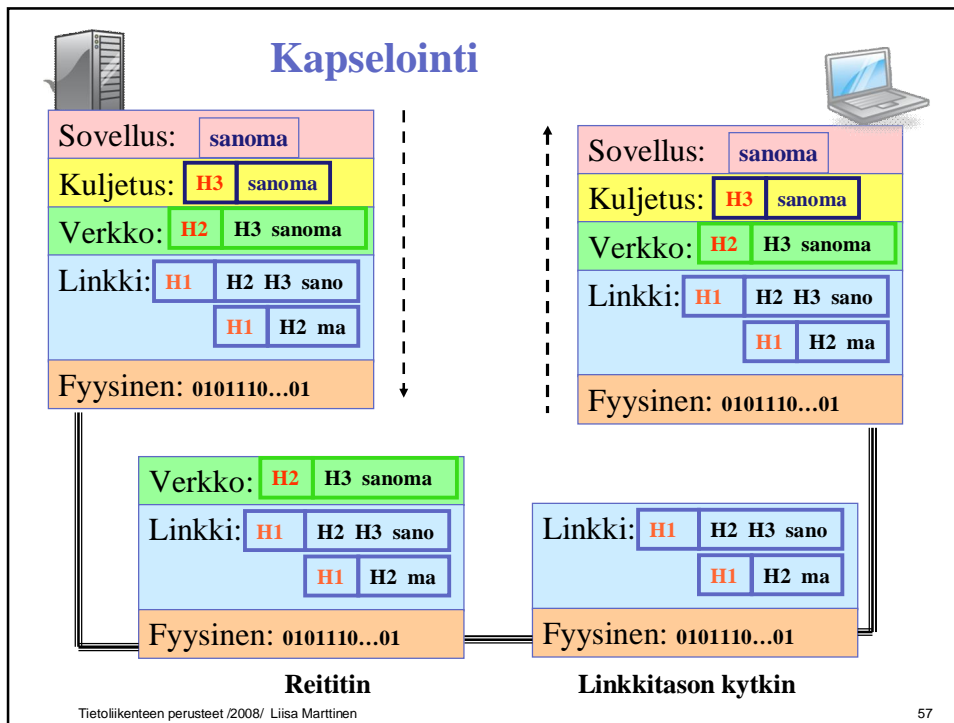 Kapselointi
Sovellus: sanoma
Kuljetus: H3 sanoma
Verkko: H2 H3 sanoma
Linkki: H1 H2 H3 sano
H1 H2 ma
Fyysinen: 0101110...01
Sovellus: sanoma
Kuljetus: H3 sanoma
Verkko: H2 H3 sanoma
Linkki: H1 H2 H3 sano
H1 H2 ma
Fyysinen: 0101110...01
Verkko: H2 H3 sanoma
Linkki: H1 H2 H3 sano
H1 H2 ma
Fyysinen: 0101110...01
Reititin
Linkki: H1 H2 H3 sano
H1 H2 ma
Fyysinen: 0101110...01
Linkkitason kytkin
Tietoliikenteen perusteet /2008/ Liisa Marttinen 57